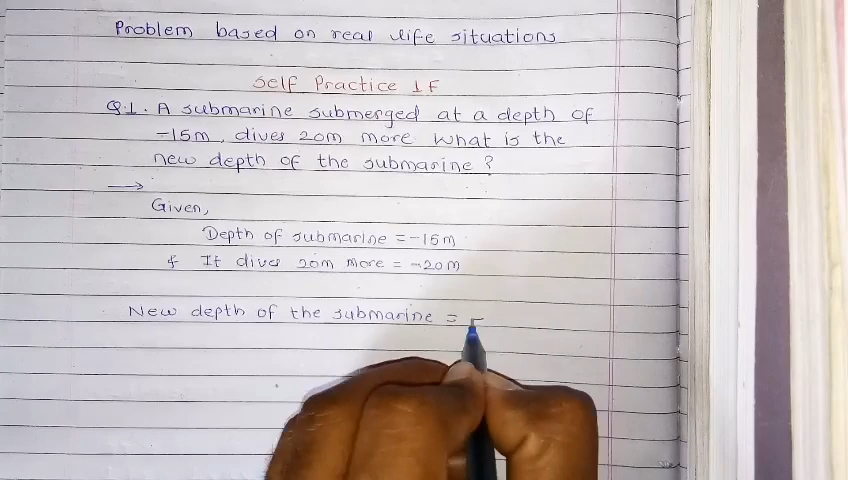 Problem based on real life situations
Self Practice 1F
Q.1. A submarine submerged at a depth of
-15m, dives 20m more what is the
new depth of the submarine?
→
Given,
Depth of submarine = -15m
& It dives 20m more = -20m
New depth of the submarine = -